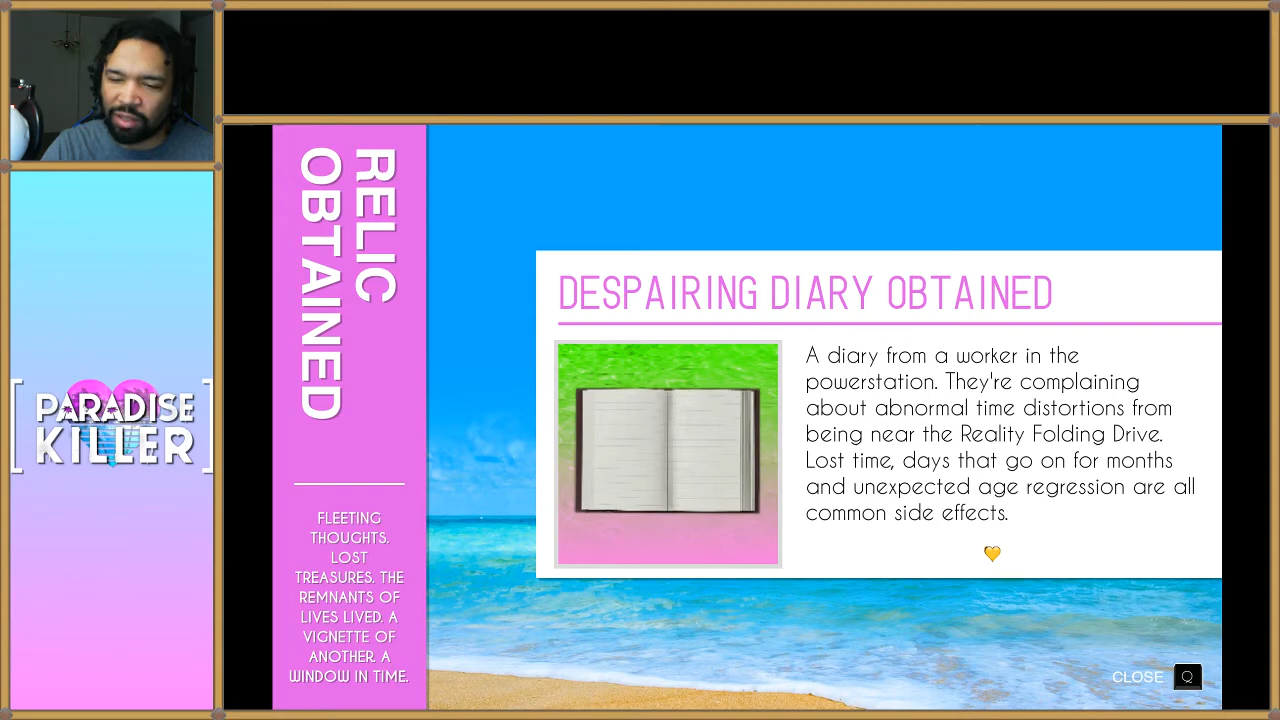 PARADISE
KILLER
RELIC
OBTAINED
FLEETING
THOUGHTS.
LOST
TREASURES. THE
REMNANTS OF
LIVES LIVED. A
VIGNETTE OF
ANOTHER. A
WINDOW IN TIME.
DESPAIRING DIARY OBTAINED
A diary from a worker in the
powerstation. They're complaining
about abnormal time distortions from
being near the Reality Folding Drive.
Lost time, days that go on for months
and unexpected age regression are all
common side effects.
CLOSE Q